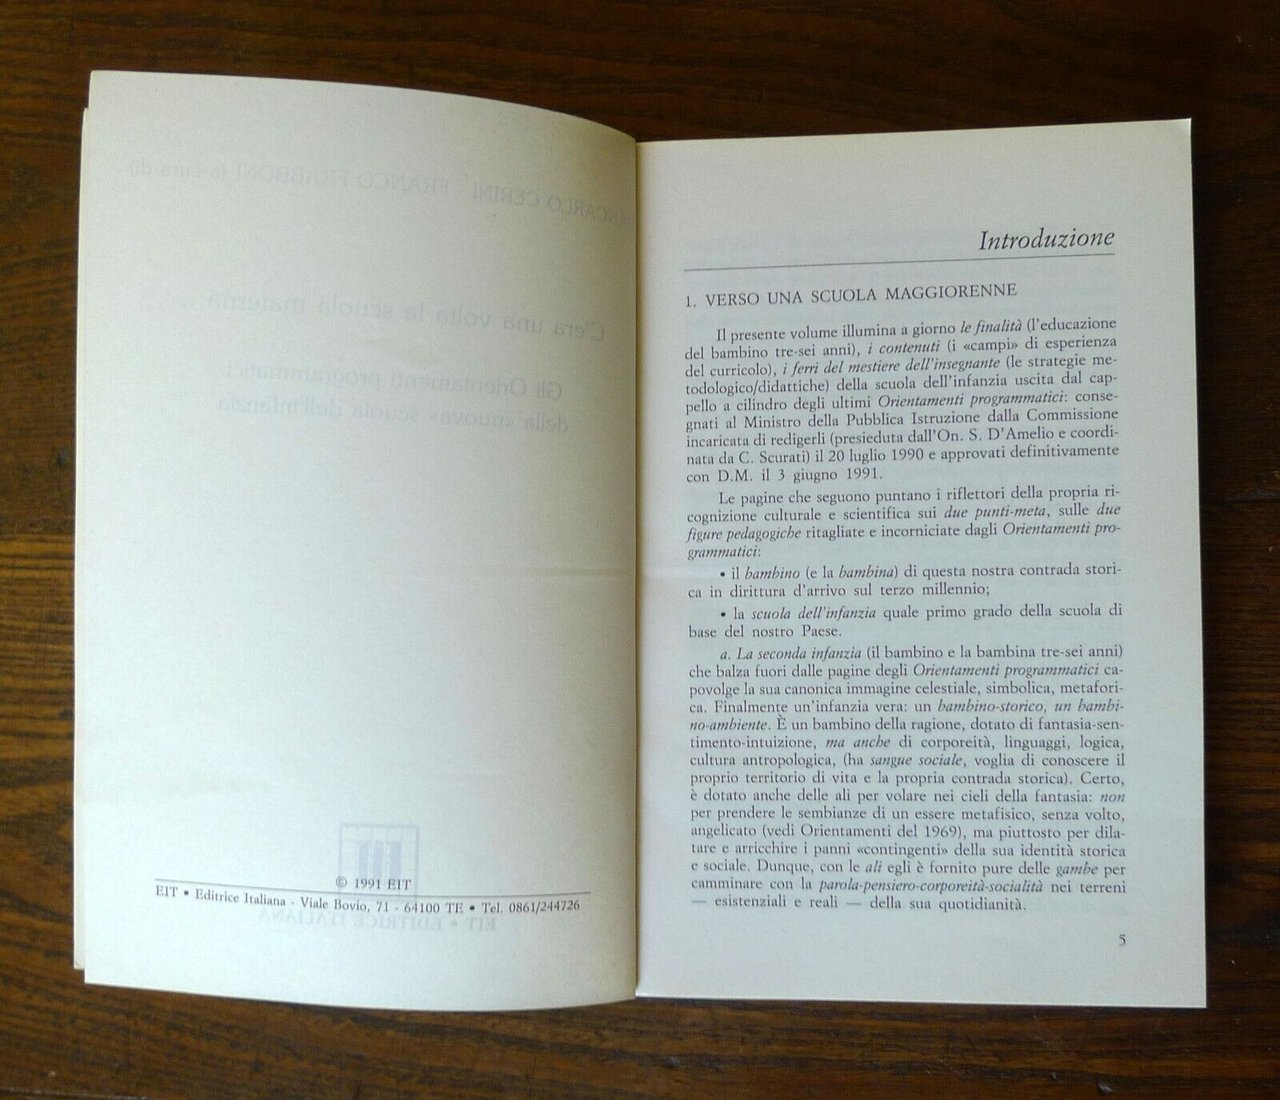 © 1991 EIT
EIT • Editrice Italiana - Viale Bovio, 71 - 64100 TE • Tel. 0861/244726
Introduzione
1. VERSO UNA SCUOLA MAGGIORENNE
Il presente volume illumina a giorno le finalità (l'educazione
del bambino tre-sei anni), i contenuti (i «campi» di esperienza
del curricolo), i ferri del mestiere dell'insegnante (le strategie me-
todologico/didattiche) della scuola dell'infanzia uscita dal cap-
pello a cilindro degli ultimi Orientamenti programmatici: conse-
gnati al Ministro della Pubblica Istruzione dalla Commissione
incaricata di redigerli (presieduta dall'On. S. D'Amelio e coordi-
nata da C. Scurati) il 20 luglio 1990 e approvati definitivamente
con D.M. il 3 giugno 1991.
Le pagine che seguono puntano i riflettori della propria ri-
cognizione culturale e scientifica sui due punti-meta, sulle due
figure pedagogiche ritagliate e incorniciate dagli Orientamenti pro-
grammatici:
• il bambino (e la bambina) di questa nostra contrada stori-
ca in dirittura d'arrivo sul terzo millennio;
• la scuola dell'infanzia quale primo grado della scuola di
base del nostro Paese.
a. La seconda infanzia (il bambino e la bambina tre-sei anni)
che balza fuori dalle pagine degli Orientamenti programmatici ca-
povolge la sua canonica immagine celestiale, simbolica, metafori-
ca. Finalmente un'infanzia vera: un bambino-storico, un bambi-
no-ambiente. È un bambino della ragione, dotato di fantasia-sen-
timento-intuizione, ma anche di corporeità, linguaggi, logica,
cultura antropologica, (ha sangue sociale, voglia di conoscere il
proprio territorio di vita e la propria contrada storica). Certo,
è dotato anche delle ali per volare nei cieli della fantasia: non
per prendere le sembianze di un essere metafisico, senza volto,
angelicato (vedi Orientamenti del 1969), ma piuttosto per dila-
tare e arricchire i panni «contingenti» della sua identità storica
e sociale. Dunque, con le ali egli è fornito pure delle gambe per
camminare con la parola-pensiero-corporeità-socialità nei terreni
— esistenziali e reali — della sua quotidianità.
5